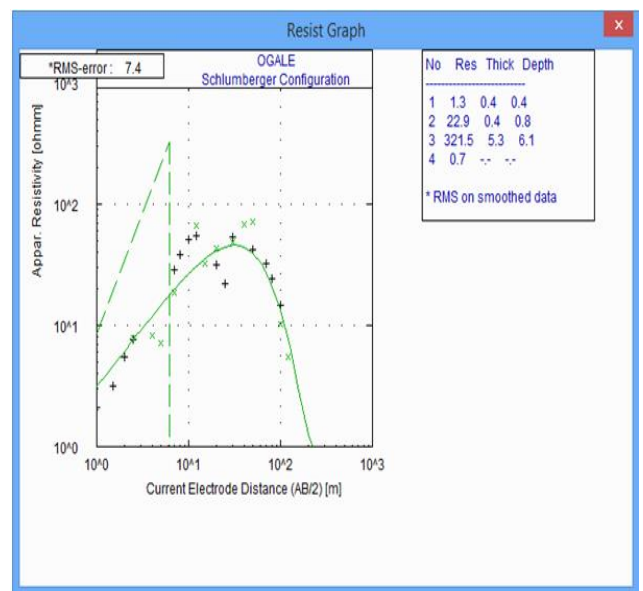 Resist Graph
x
*RMS-error : 7.4
OGALE
Schlumberger Configuration
Appar. Resistivity [ohmm]
10^3
10^2
10^1
10^0
10^0 10^1 10^2 10^3
Current Electrode Distance (AB/2) [m]
No Res Thick Depth
------------------------
1 1.3 0.4 0.4
2 22.9 0.4 0.8
3 321.5 5.3 6.1
4 0.7 -.- -.-
* RMS on smoothed data